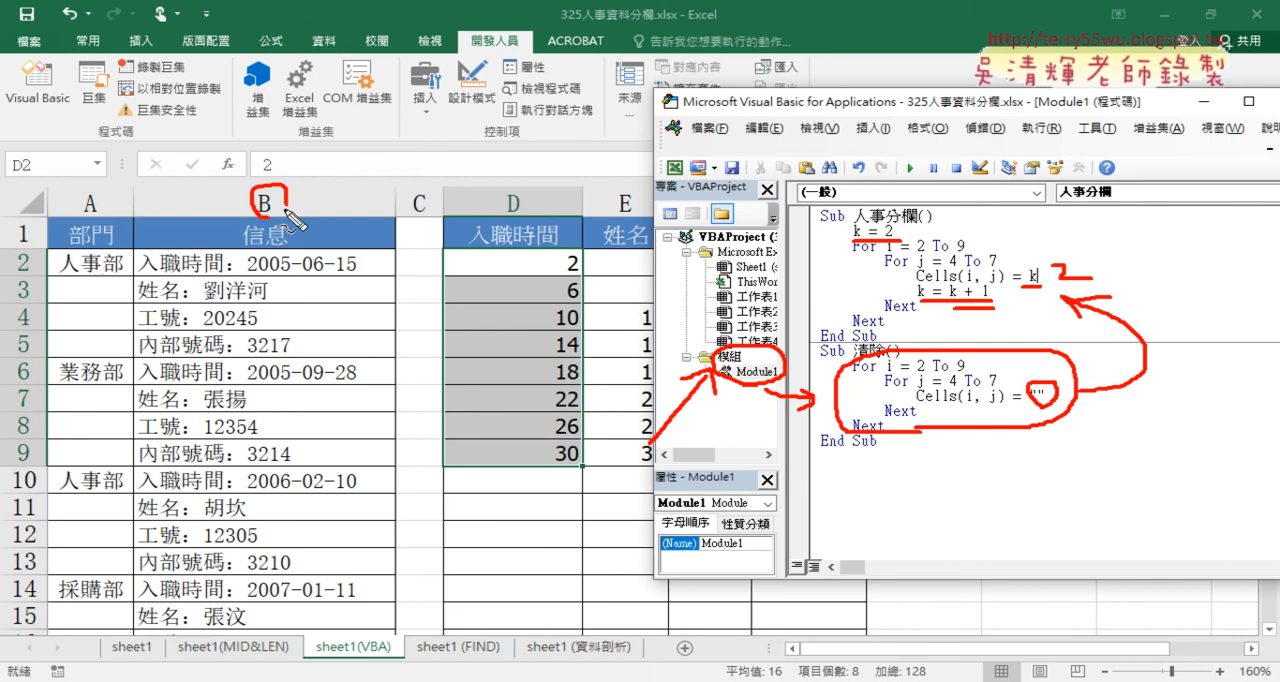 325人事資料分欄.xlsx - Excel
檔案 常用 插入 版面配置 公式 資料 校閱 檢視 開發人員 ACROBAT 告訴我您想要執行的動作... 登入 共用
http://terry55wu.blogspot.tw
吳清輝老師錄製
Visual Basic 巨集 錄製巨集 以相對位置錄製 巨集安全性
增益集 Excel 增益集 COM 增益集
插入 設計模式 屬性 檢視程式碼 執行對話方塊
來源 對應內容 匯入
程式碼 增益集 控制項
D2 fx 2
A B C D E
1 部門 信息 入職時間 姓名
2 人事部 入職時間：2005-06-15 2
3 姓名：劉洋河 6
4 工號：20245 10 1
5 內部號碼：3217 14 1
6 業務部 入職時間：2005-09-28 18 1
7 姓名：張揚 22 2
8 工號：12354 26 2
9 內部號碼：3214 30 3
10 人事部 入職時間：2006-02-10
11 姓名：胡坎
12 工號：12305
13 內部號碼：3210
14 採購部 入職時間：2007-01-11
15 姓名：張汶
sheet1 sheet1(MID&LEN) sheet1(VBA) sheet1 (FIND) sheet1 (資料剖析)
就緒 平均值: 16 項目個數: 8 加總: 128 160%
Microsoft Visual Basic for Applications - 325人事資料分欄.xlsx - [Module1 (程式碼)]
檔案(F) 編輯(E) 檢視(V) 插入(I) 格式(O) 偵錯(D) 執行(R) 工具(T) 增益集(A) 視窗(W) 說明
專案 - VBAProject
VBAProject (3
Microsoft Ex
Sheet1 (s
ThisWor
工作表1
工作表2
工作表3
工作表4
模組
Module1
屬性 - Module1
Module1 Module
字母順序 性質分類
(Name) Module1
(一般) 人事分欄
Sub 人事分欄()
k = 2
For i = 2 To 9
For j = 4 To 7
Cells(i, j) = k
2
k = k + 1
Next
Next
End Sub
Sub 清除()
For i = 2 To 9
For j = 4 To 7
Cells(i, j) = ""
Next
Next
End Sub